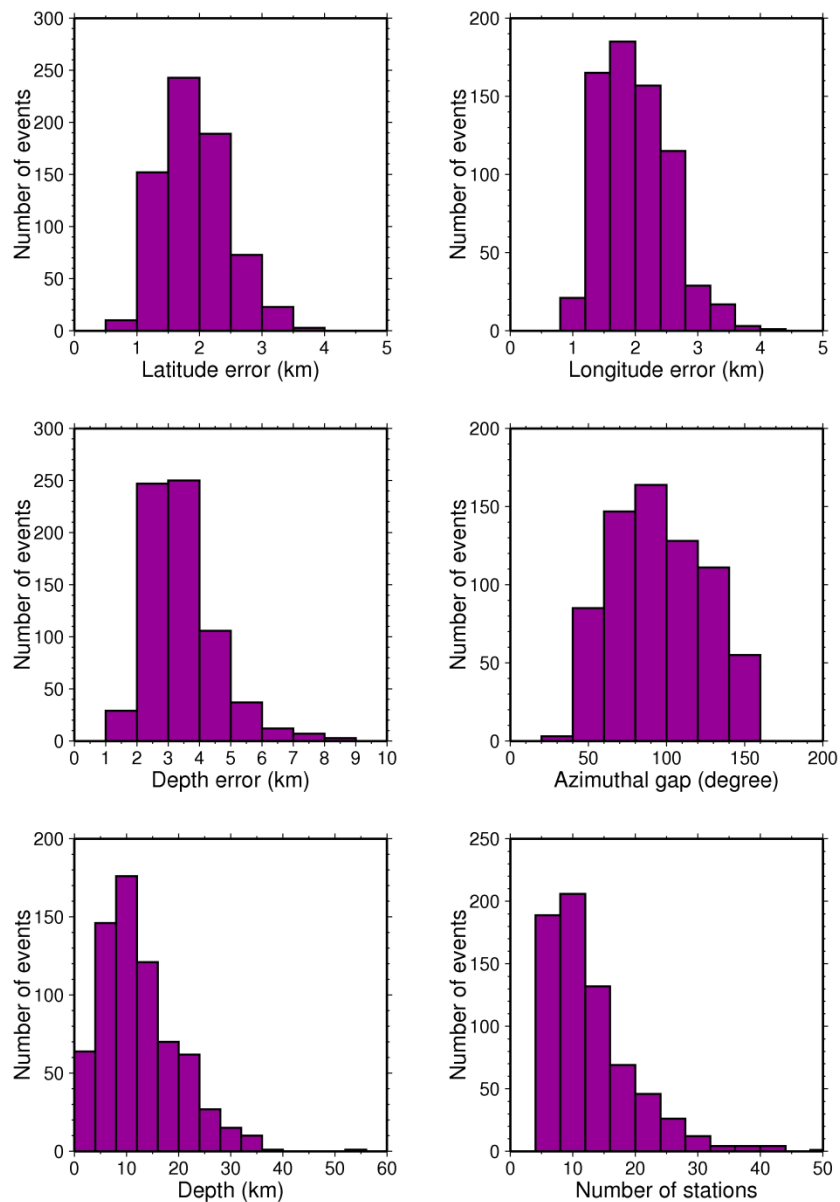 300
250
200
150
100
50
0
Number of events
0 1 2 3 4 5
Latitude error (km)
200
150
100
50
0
Number of events
0 1 2 3 4 5
Longitude error (km)
300
250
200
150
100
50
0
Number of events
0 1 2 3 4 5 6 7 8 9 10
Depth error (km)
200
150
100
50
0
Number of events
0 50 100 150 200
Azimuthal gap (degree)
200
150
100
50
0
Number of events
0 10 20 30 40 50 60
Depth (km)
250
200
150
100
50
0
Number of events
0 10 20 30 40 50
Number of stations